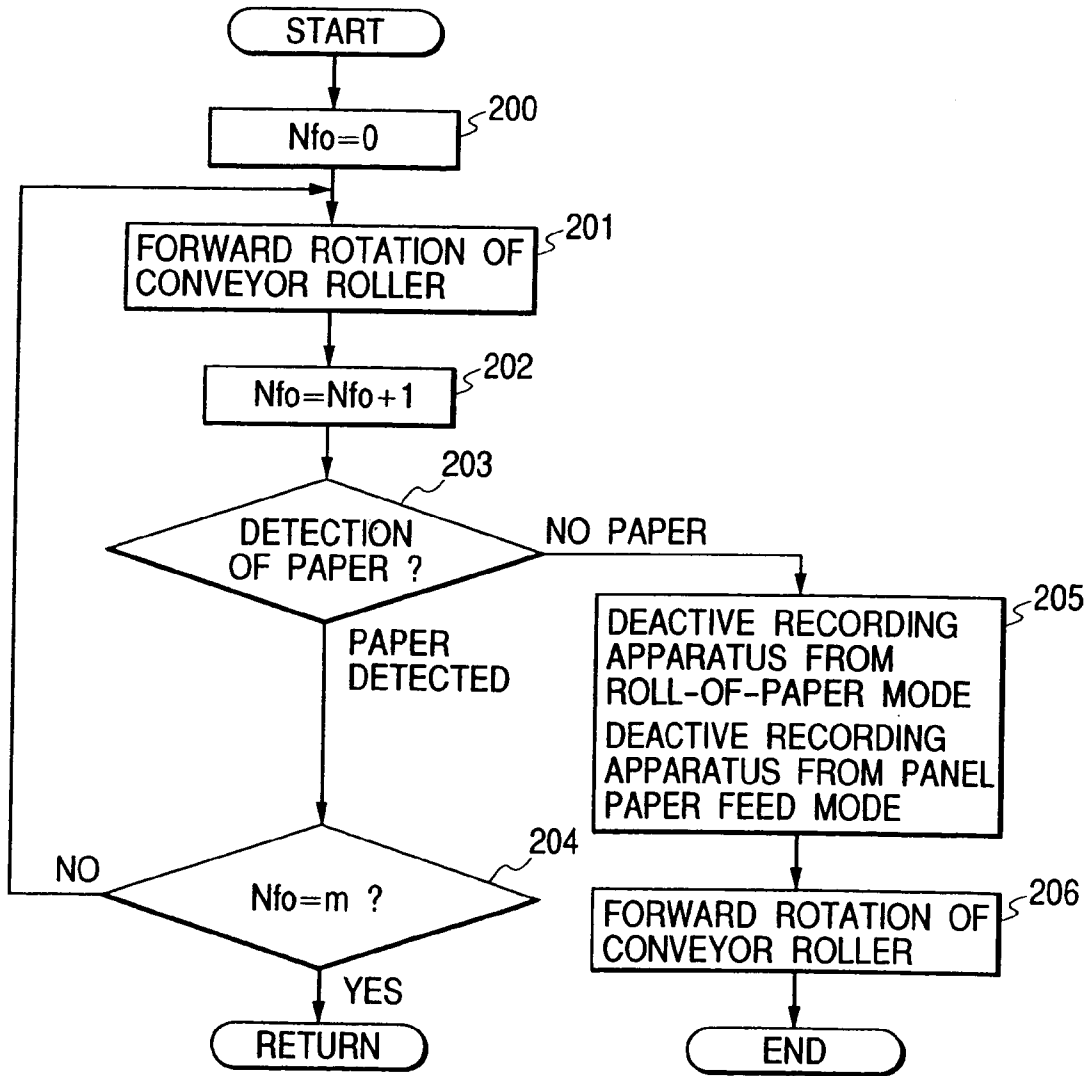 START
200
Nfo=0
201
FORWARD ROTATION OF
CONVEYOR ROLLER
202
Nfo=Nfo+1
203
DETECTION
OF PAPER ?
NO PAPER
PAPER
DETECTED
205
DEACTIVE RECORDING
APPARATUS FROM
ROLL-OF-PAPER MODE
DEACTIVE RECORDING
APPARATUS FROM PANEL
PAPER FEED MODE
204
NO
Nfo=m ?
YES
206
FORWARD ROTATION OF
CONVEYOR ROLLER
RETURN
END